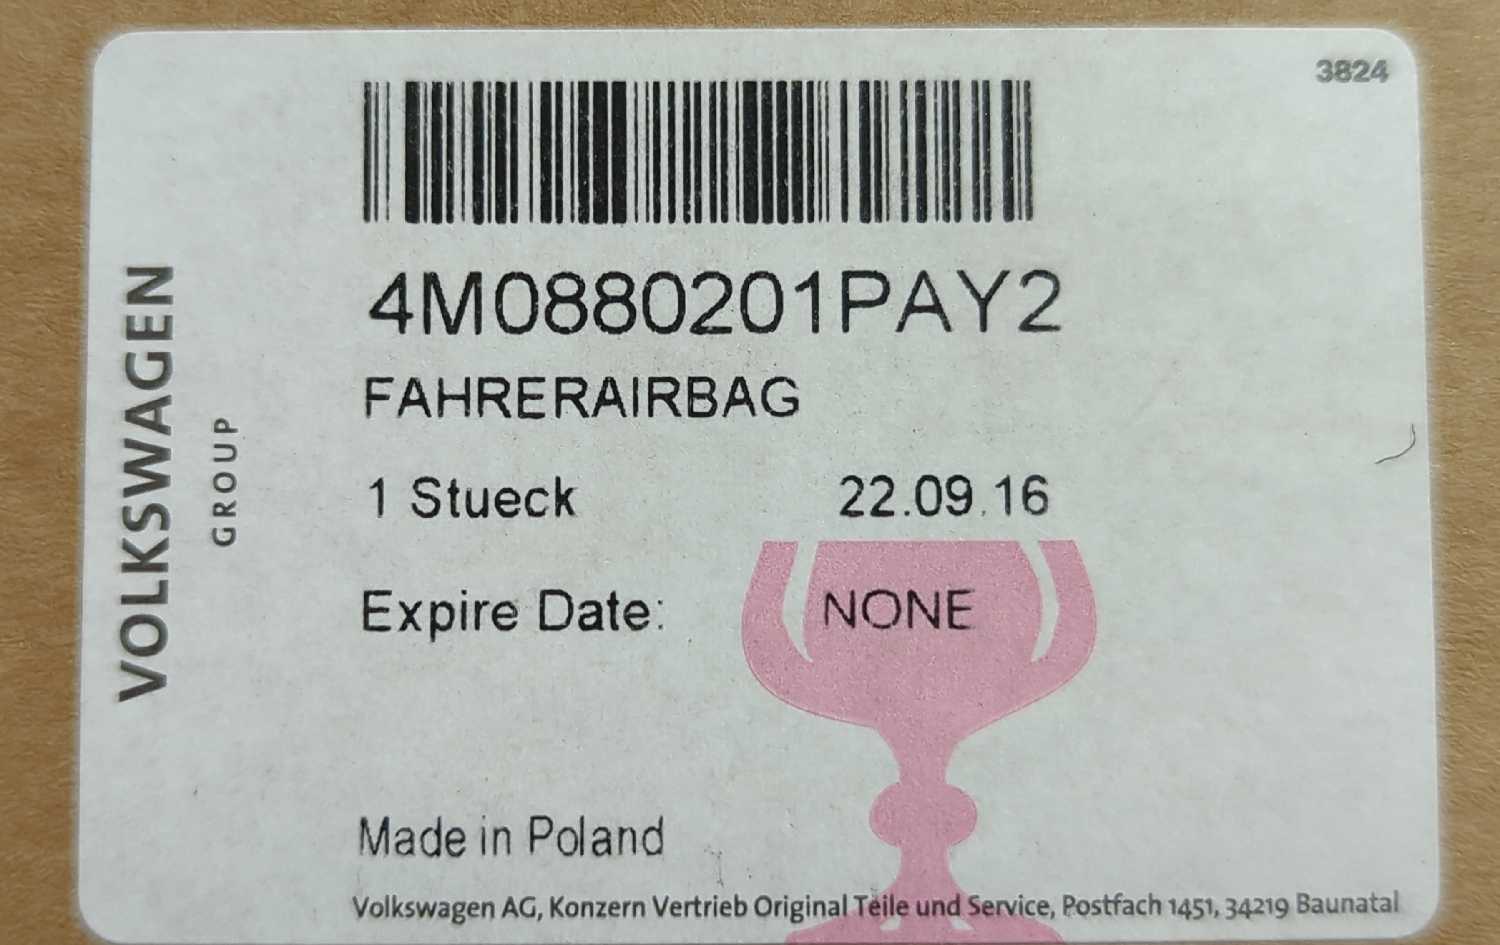 3824
4M0880201PAY2
FAHRERAIRBAG
1 Stueck 22.09.16
Expire Date: NONE
Made in Poland
Volkswagen AG, Konzern Vertrieb Original Teile und Service, Postfach 1451, 34219 Baunatal
VOLKSWAGEN
GROUP